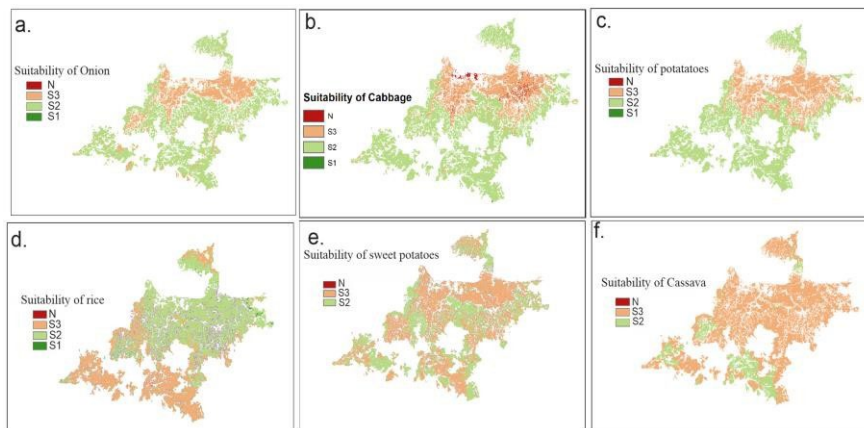 a.
Suitability of Onion
N
S3
S2
S1
b.
Suitability of Cabbage
N
S3
S2
S1
c.
Suitability of potatatoes
N
S3
S2
S1
d.
Suitability of rice
N
S3
S2
S1
e.
Suitability of sweet potatoes
N
S3
S2
f.
Suitability of Cassava
N
S3
S2